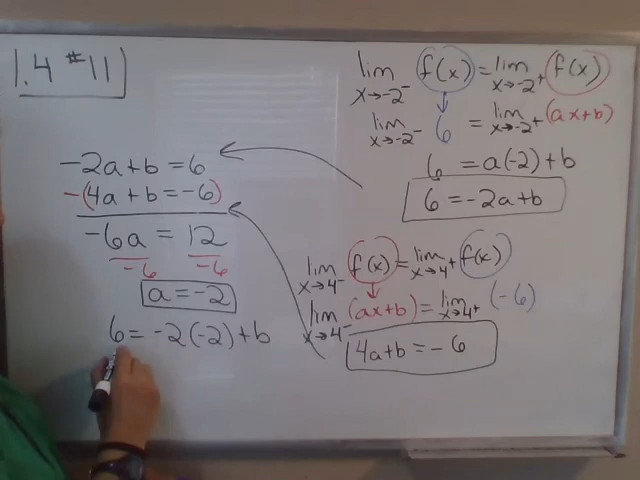 1.4 #11
lim x→-2⁻ f(x) = lim x→-2⁺ f(x)
lim x→-2⁻ 6 = lim x→-2⁺ (ax+b)
6 = a(-2)+b
6 = -2a+b
-2a+b = 6
-(4a+b = -6)
-6a = 12
-6 -6
a = -2
6 = -2(-2)+b
lim x→4⁻ f(x) = lim x→4⁺ f(x)
lim x→4⁻ (ax+b) = lim x→4⁺ (-6)
4a+b = -6